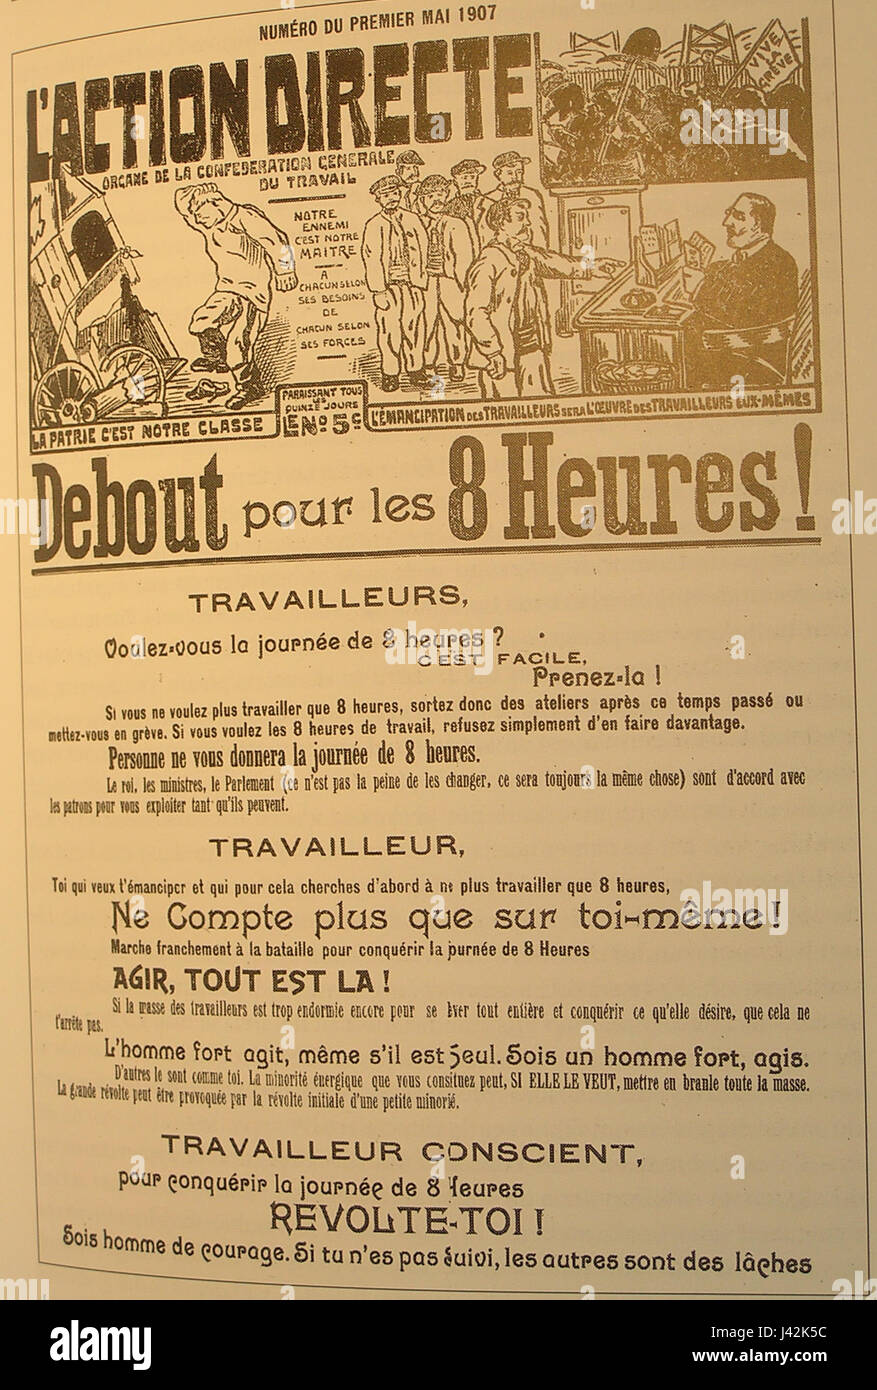 NUMÉRO DU PREMIER MAI 1907
L'ACTION DIRECTE
ORGANE DE LA CONFEDERATION GENERALE
DU TRAVAIL
VIVE
LA
GRÈVE
NOTRE
ENNEMI
C'EST NOTRE
MAITRE
A
CHACUN SELON
SES BESOINS
DE
CHACUN SELON
SES FORCES
LA PATRIE C'EST NOTRE CLASSE
PARAISSANT TOUS
LES
QUINZE JOURS
LE No 5c
L'ÉMANCIPATION DES TRAVAILLEURS SERA L'ŒUVRE DES TRAVAILLEURS EUX-MÊMES
Debout pour les 8 Heures!
TRAVAILLEURS,
Voulez-vous la journée de 8 heures ?
C'EST FACILE,
Prenez-la !
Si vous ne voulez plus travailler que 8 heures, sortez donc des ateliers après ce temps passé ou
mettez-vous en grève. Si vous voulez les 8 heures de travail, refusez simplement d'en faire davantage.
Personne ne vous donnera la journée de 8 heures.
Le roi, les ministres, le Parlement (ce n'est pas la peine de les changer, ce sera toujours la même chose) sont d'accord avec
les patrons pour vous exploiter tant qu'ils peuvent.
TRAVAILLEUR,
Toi qui veux t'émanciper et qui pour cela cherches d'abord à ne plus travailler que 8 heures,
Ne Compte plus que sur toi-même !
Marche franchement à la bataille pour conquérir la journée de 8 Heures
AGIR, TOUT EST LA !
Si la masse des travailleurs est trop endormie encore pour se lever tout entière et conquérir ce qu'elle désire, que cela ne
t'arrête pas.
L'homme fort agit, même s'il est seul. Sois un homme fort, agis.
D'autres le sont comme toi. La minorité énergique que vous consituez peut, SI ELLE LE VEUT, mettre en branle toute la masse.
La grande révolte peut être provoquée par la révolte initiale d'une petite minorié.
TRAVAILLEUR CONSCIENT,
pour conquérir la journée de 8 Heures
REVOLTE-TOI !
Sois homme de courage. Si tu n'es pas suivi, les autres sont des lâches
a alamy stock photo
J42K5C
www.alamy.com